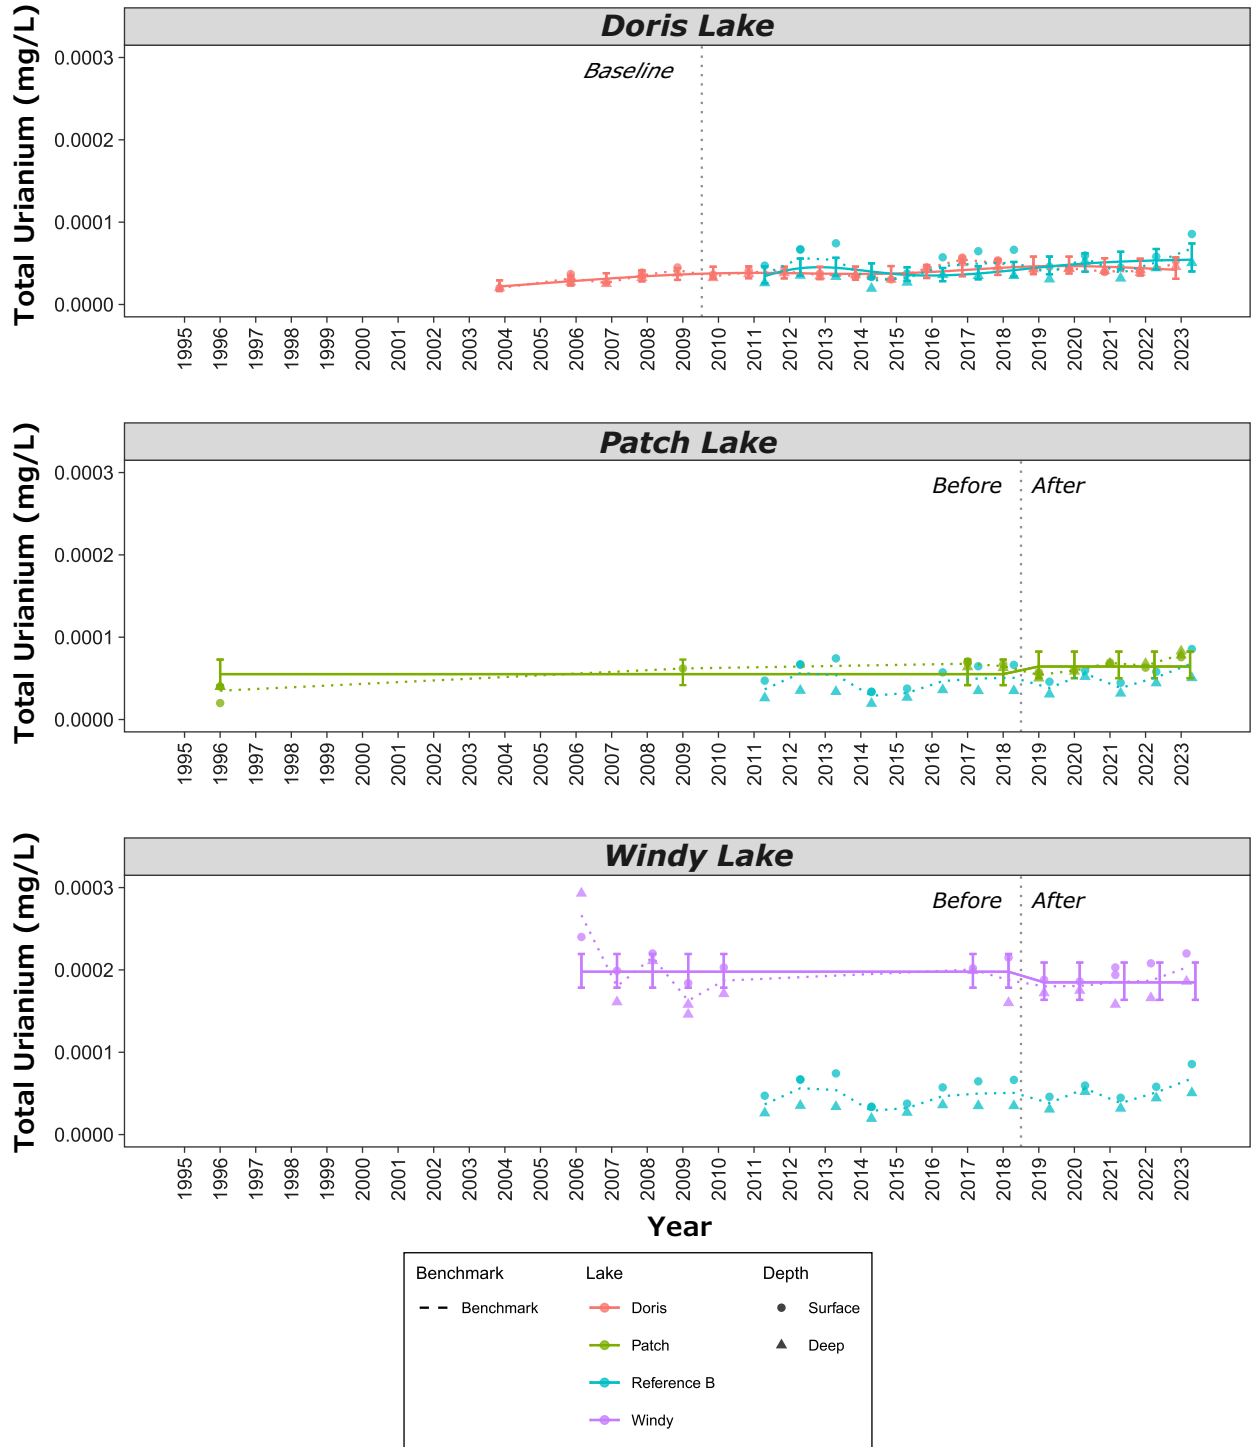 Doris Lake
Total Urianium (mg/L)
0.0003
0.0002
0.0001
0.0000
Baseline
1995 1996 1997 1998 1999 2000 2001 2002 2003 2004 2005 2006 2007 2008 2009 2010 2011 2012 2013 2014 2015 2016 2017 2018 2019 2020 2021 2022 2023
Patch Lake
Total Urianium (mg/L)
0.0003
0.0002
0.0001
0.0000
Before After
1995 1996 1997 1998 1999 2000 2001 2002 2003 2004 2005 2006 2007 2008 2009 2010 2011 2012 2013 2014 2015 2016 2017 2018 2019 2020 2021 2022 2023
Windy Lake
Total Urianium (mg/L)
0.0003
0.0002
0.0001
0.0000
Before After
1995 1996 1997 1998 1999 2000 2001 2002 2003 2004 2005 2006 2007 2008 2009 2010 2011 2012 2013 2014 2015 2016 2017 2018 2019 2020 2021 2022 2023
Year
Benchmark
Benchmark
Lake
Doris
Patch
Reference B
Windy
Depth
Surface
Deep